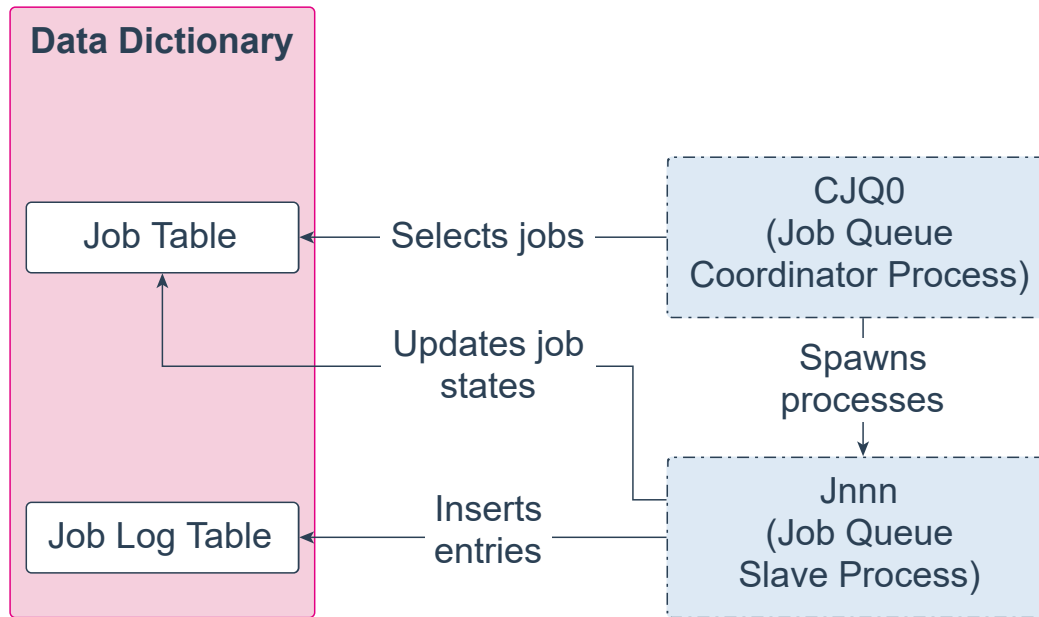 Data Dictionary
Job Table
Selects jobs
CJQ0
(Job Queue
Coordinator Process)
Updates job
states
Spawns
processes
Job Log Table
Inserts
entries
Jnnn
(Job Queue
Slave Process)